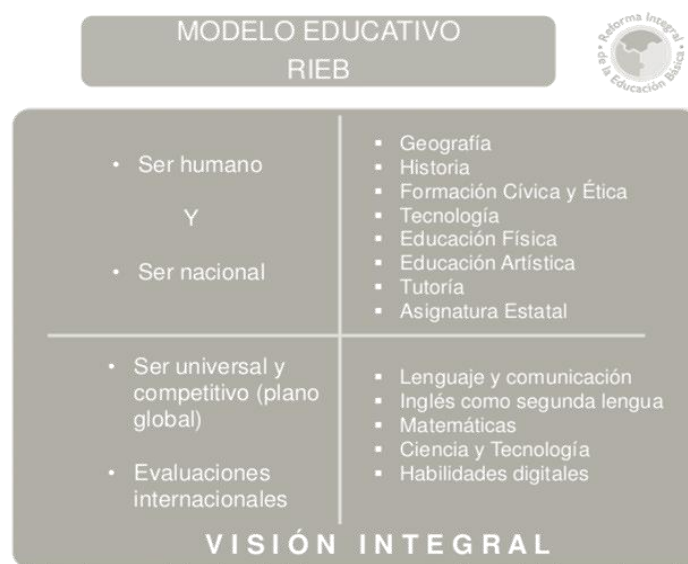 MODELO EDUCATIVO
RIEB
• Reforma Integral •
de la Educación Básica
• Ser humano
Y
• Ser nacional
▪ Geografía
▪ Historia
▪ Formación Cívica y Ética
▪ Tecnología
▪ Educación Física
▪ Educación Artística
▪ Tutoría
▪ Asignatura Estatal
• Ser universal y
competitivo (plano
global)
• Evaluaciones
internacionales
▪ Lenguaje y comunicación
▪ Inglés como segunda lengua
▪ Matemáticas
▪ Ciencia y Tecnología
▪ Habilidades digitales
VISIÓN INTEGRAL